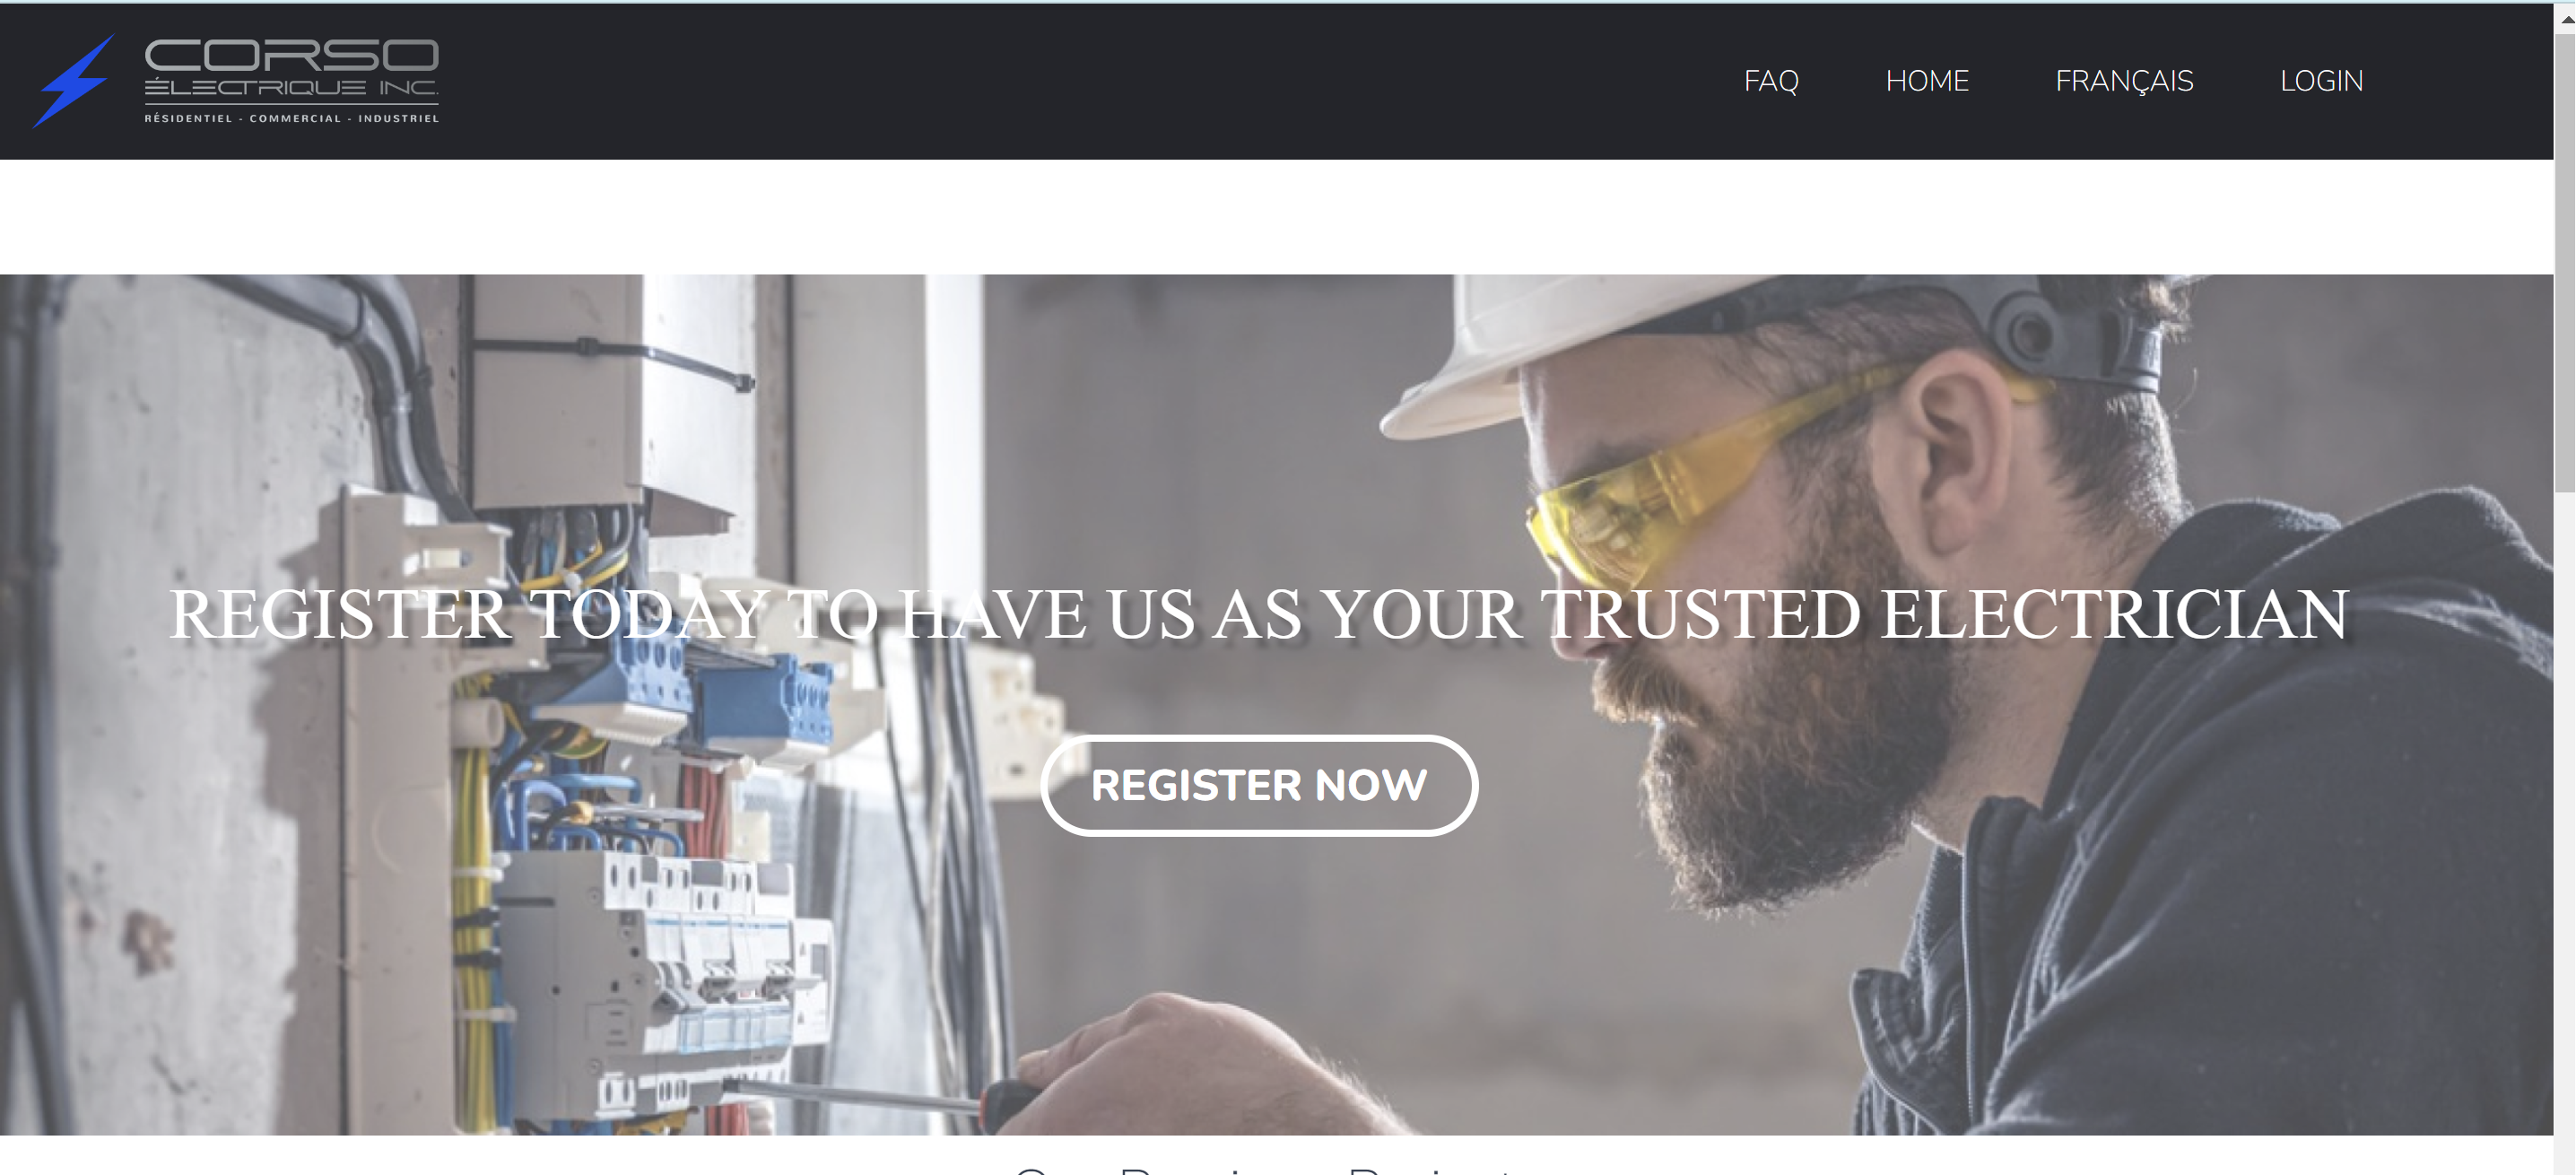 CORSO
ÉLECTRIQUE INC.
RÉSIDENTIEL - COMMERCIAL - INDUSTRIEL
FAQ HOME FRANÇAIS LOGIN
REGISTER TODAY TO HAVE US AS YOUR TRUSTED ELECTRICIAN
REGISTER NOW